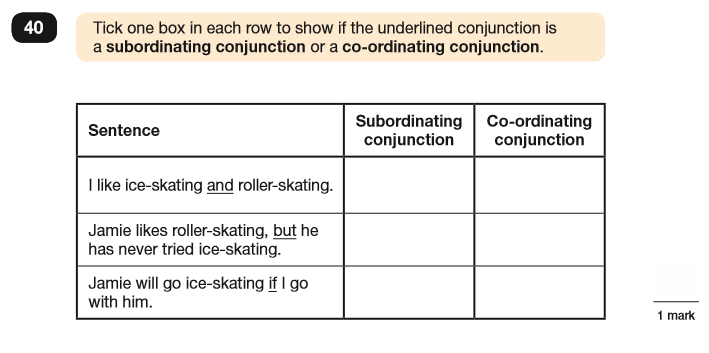 40
Tick one box in each row to show if the underlined conjunction is
a subordinating conjunction or a co-ordinating conjunction.
Sentence
Subordinating
conjunction
Co-ordinating
conjunction
I like ice-skating and roller-skating.
Jamie likes roller-skating, but he
has never tried ice-skating.
Jamie will go ice-skating if I go
with him.
1 mark